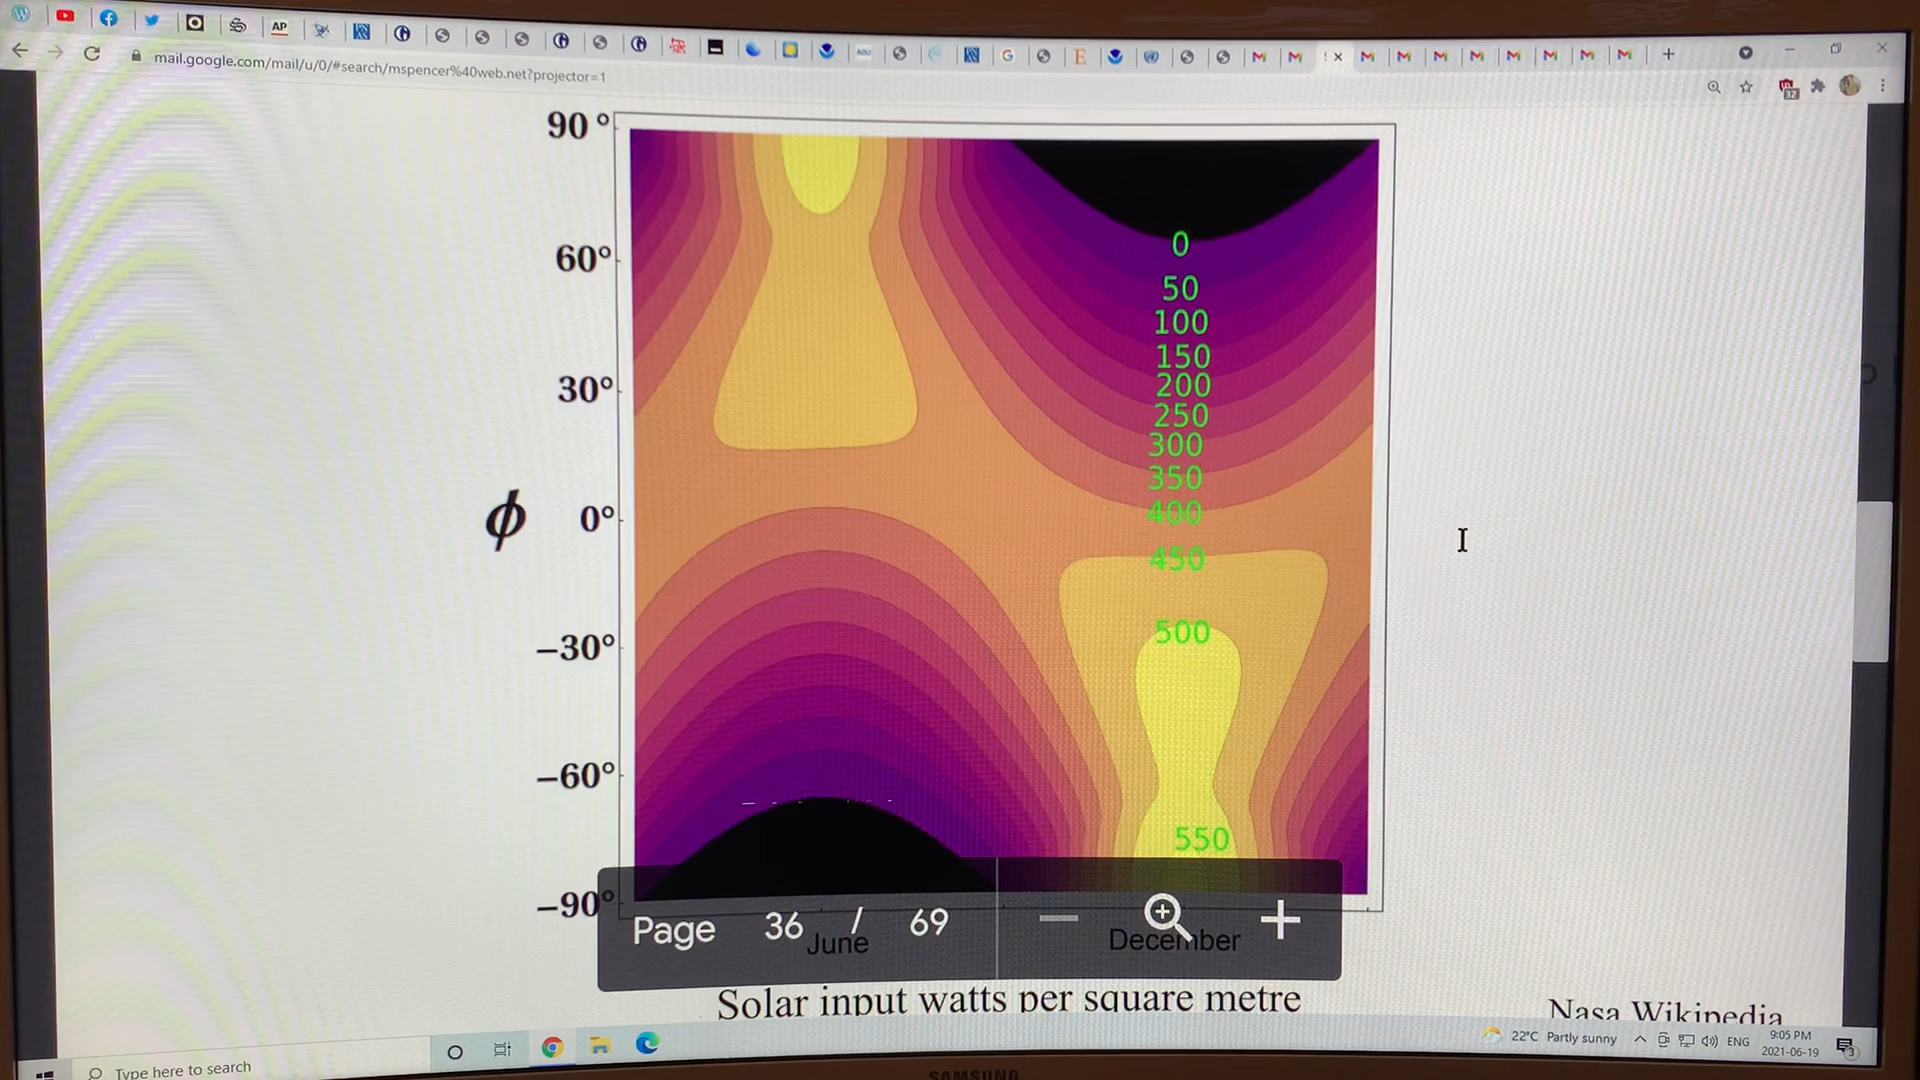 AP
mail.google.com/mail/u/0/#search/mspencer%40web.net?projector=1
90°
60°
30°
ϕ 0°
−30°
−60°
−90°
0
50
100
150
200
250
300
350
400
450
500
550
Page 36 / 69
June
December
Solar input watts per square metre
Nasa Wikipedia
Type here to search
22°C Partly sunny
ENG
9:05 PM
2021-06-19
3
SAMSUNG